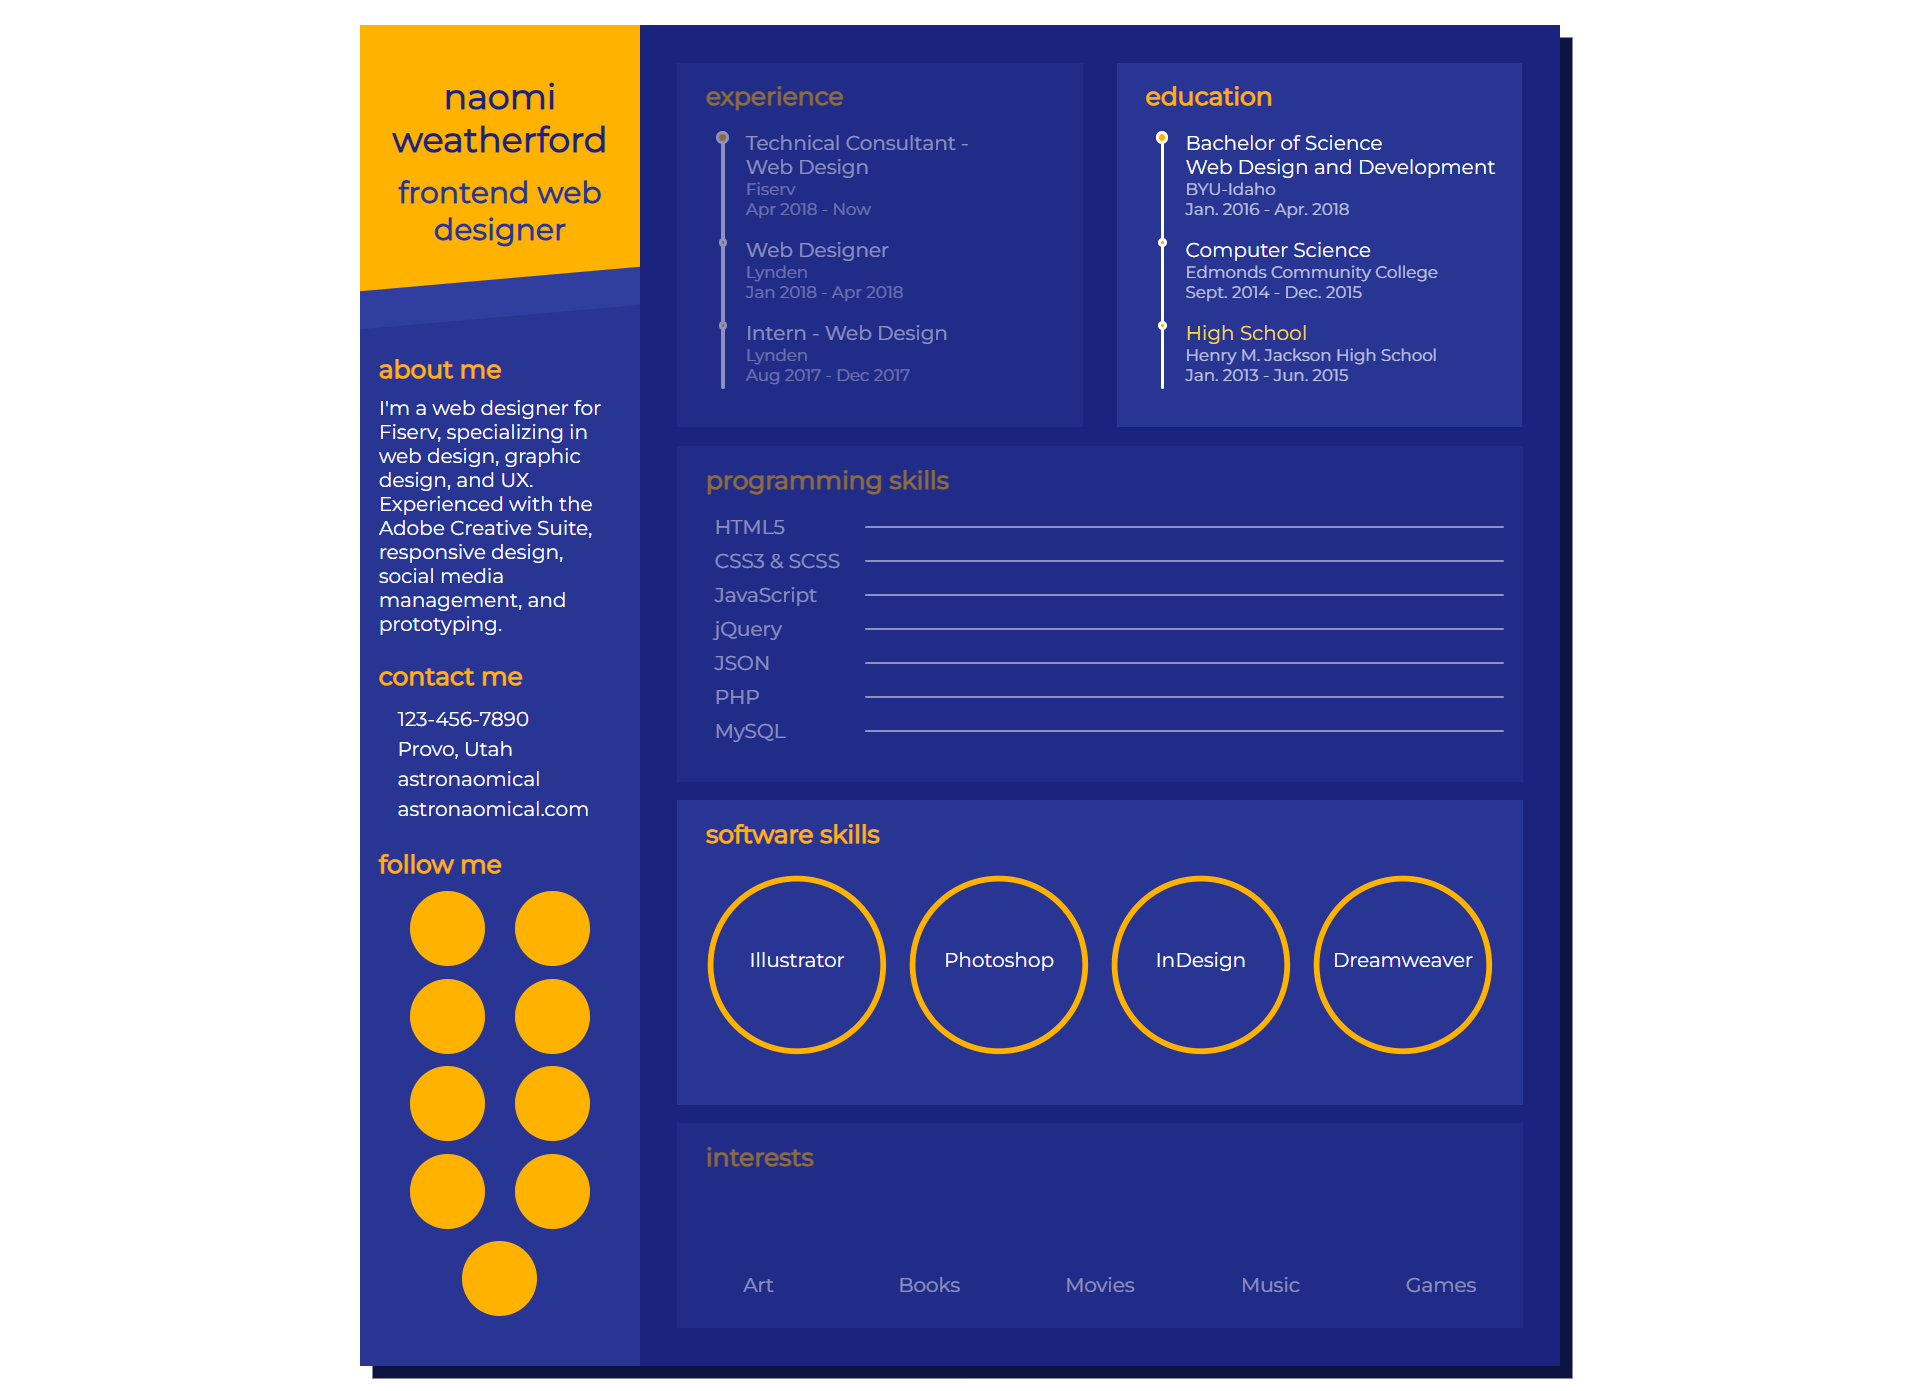 naomi
weatherford
frontend web
designer
about me
I'm a web designer for
Fiserv, specializing in
web design, graphic
design, and UX.
Experienced with the
Adobe Creative Suite,
responsive design,
social media
management, and
prototyping.
contact me
123-456-7890
Provo, Utah
astronaomical
astronaomical.com
follow me
experience
Technical Consultant -
Web Design
Fiserv
Apr 2018 - Now
Web Designer
Lynden
Jan 2018 - Apr 2018
Intern - Web Design
Lynden
Aug 2017 - Dec 2017
education
Bachelor of Science
Web Design and Development
BYU-Idaho
Jan. 2016 - Apr. 2018
Computer Science
Edmonds Community College
Sept. 2014 - Dec. 2015
High School
Henry M. Jackson High School
Jan. 2013 - Jun. 2015
programming skills
HTML5
CSS3 & SCSS
JavaScript
jQuery
JSON
PHP
MySQL
software skills
Illustrator
Photoshop
InDesign
Dreamweaver
interests
Art
Books
Movies
Music
Games